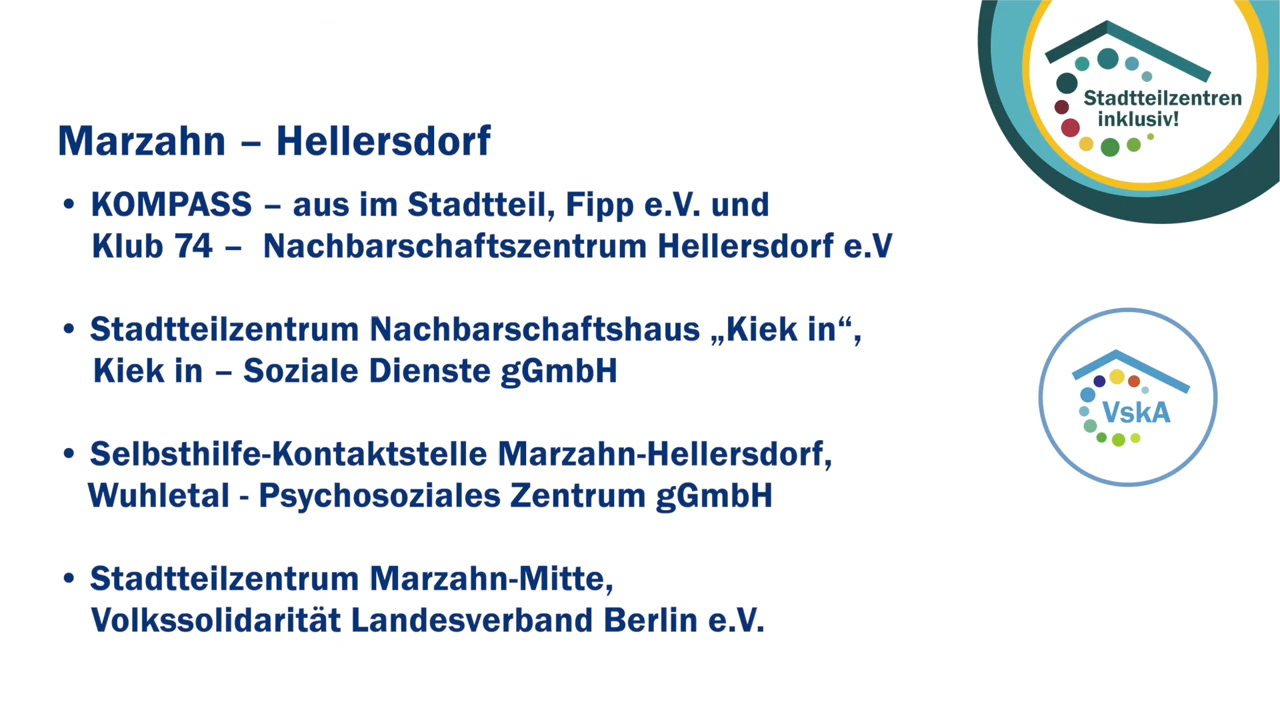 Marzahn – Hellersdorf
• KOMPASS – aus im Stadtteil, Fipp e.V. und
Klub 74 – Nachbarschaftszentrum Hellersdorf e.V
• Stadtteilzentrum Nachbarschaftshaus „Kiek in“,
Kiek in – Soziale Dienste gGmbH
• Selbsthilfe-Kontaktstelle Marzahn-Hellersdorf,
Wuhletal - Psychosoziales Zentrum gGmbH
• Stadtteilzentrum Marzahn-Mitte,
Volkssolidarität Landesverband Berlin e.V.
Stadtteilzentren
inklusiv!
VskA